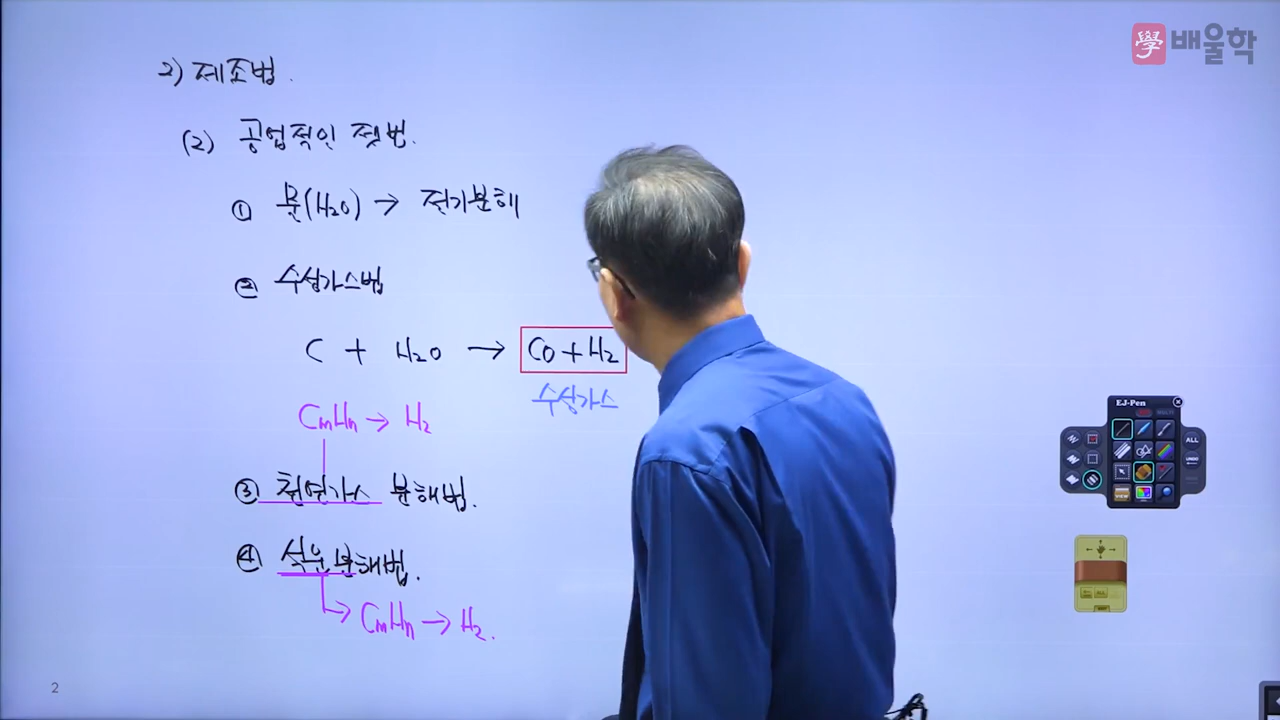 學 배울학
2) 제조법.
(2) 공업적인 제법.
① 물(H2O) → 전기분해
② 수성가스법
C + H2O → CO + H2
수성가스
CmHn → H2
③ 천연가스 분해법.
④ 석유분해법.
CmHn → H2.
EJ-Pen
ALL
UNDO
VIEW
2